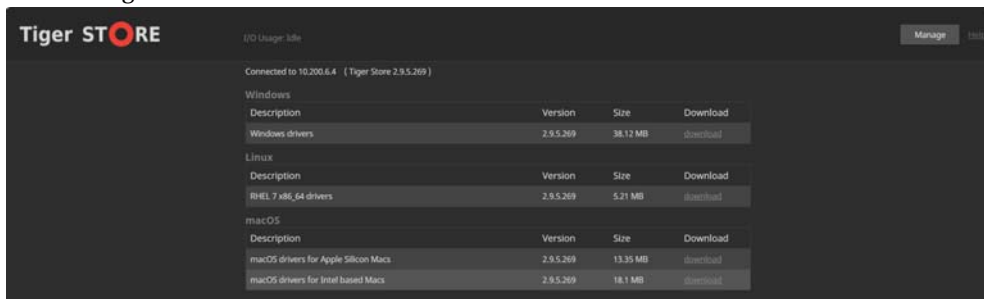 Tiger STORE
I/O Usage: Idle
Manage
Help
Connected to 10.200.6.4 ( Tiger Store 2.9.5.269 )
Windows
Description Version Size Download
Windows drivers 2.9.5.269 38.12 MB download
Linux
Description Version Size Download
RHEL 7 x86_64 drivers 2.9.5.269 5.21 MB download
macOS
Description Version Size Download
macOS drivers for Apple Silicon Macs 2.9.5.269 13.35 MB download
macOS drivers for Intel based Macs 2.9.5.269 18.1 MB download